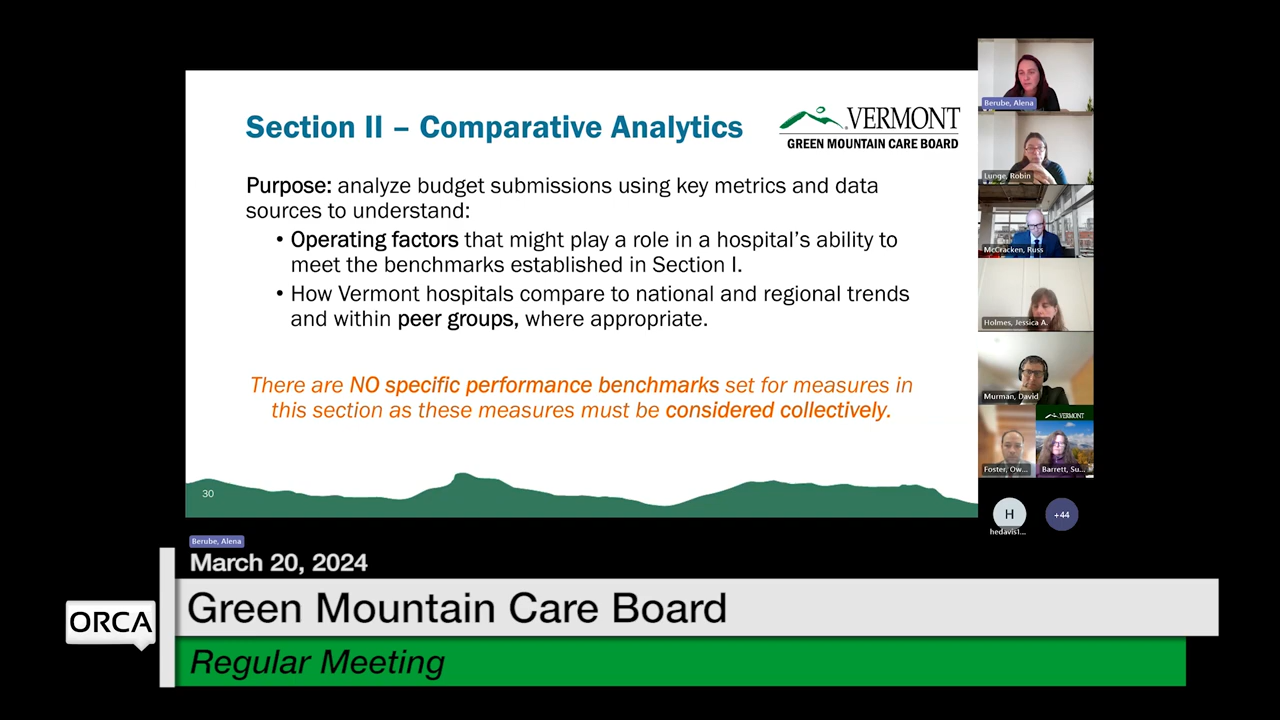 Section II – Comparative Analytics
VERMONT
GREEN MOUNTAIN CARE BOARD
Purpose: analyze budget submissions using key metrics and data
sources to understand:
• Operating factors that might play a role in a hospital's ability to
meet the benchmarks established in Section I.
• How Vermont hospitals compare to national and regional trends
and within peer groups, where appropriate.
There are NO specific performance benchmarks set for measures in
this section as these measures must be considered collectively.
30
Berube, Alena
Lunge, Robin
McCracken, Russ
Holmes, Jessica A.
Murman, David
VERMONT
Foster, Ow...
Barrett, Su...
H
+44
hedavis1...
Berube, Alena
March 20, 2024
ORCA
Green Mountain Care Board
Regular Meeting